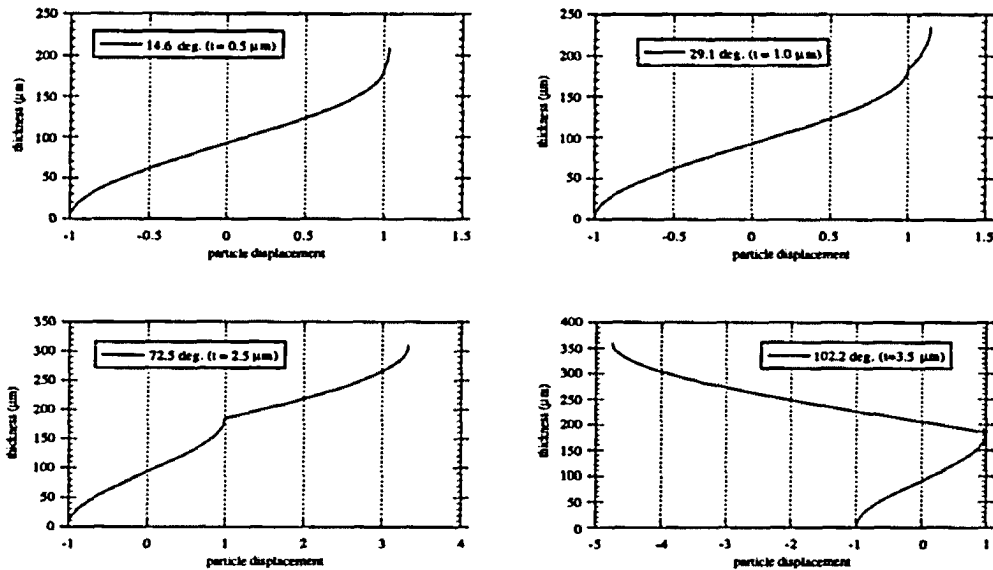 250
200
150
100
50
0
thickness (µm)
14.6 deg. (t = 0.5 µm)
-1 -0.5 0 0.5 1 1.5
particle displacement
250
200
150
100
50
0
thickness (µm)
29.1 deg. (t = 1.0 µm)
-1 -0.5 0 0.5 1 1.5
particle displacement
350
300
250
200
150
100
50
0
thickness (µm)
72.5 deg. (t = 2.5 µm)
-1 0 1 2 3 4
particle displacement
400
350
300
250
200
150
100
50
0
thickness (µm)
102.2 deg. (t=3.5 µm)
-5 -4 -3 -2 -1 0 1
particle displacement